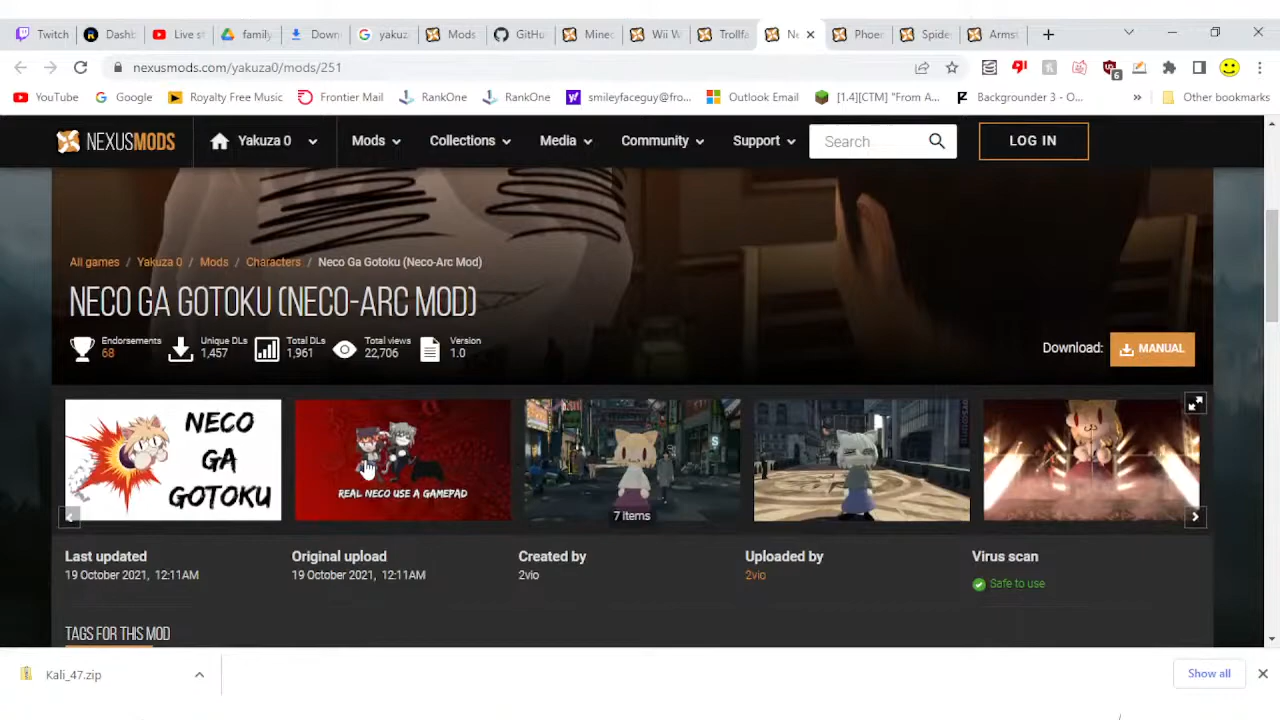 Twitch Dashb Live s family Down yakuz Mods GitHu Minec Wii W Trollfa Ne Phoen Spide Armst
nexusmods.com/yakuza0/mods/251 6
YouTube Google Royalty Free Music Frontier Mail RankOne RankOne smileyfaceguy@fro... Outlook Email [1.4][CTM] "From A... Backgrounder 3 - O... » Other bookmarks
NEXUSMODS Yakuza 0 Mods Collections Media Community Support Search LOG IN
All games / Yakuza 0 / Mods / Characters / Neco Ga Gotoku (Neco-Arc Mod)
NECO GA GOTOKU (NECO-ARC MOD)
Endorsements Unique DLs Total DLs Total views Version
68 1,457 1,961 22,706 1.0
Download: MANUAL
NECO
GA
GOTOKU
REAL NECO USE A GAMEPAD
7 items
Last updated Original upload Created by Uploaded by Virus scan
19 October 2021, 12:11AM 19 October 2021, 12:11AM 2vio 2vio Safe to use
TAGS FOR THIS MOD
Kali_47.zip Show all